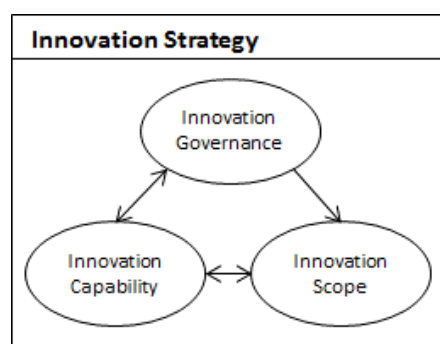 Innovation Strategy
Innovation
Governance
Innovation
Capability
Innovation
Scope